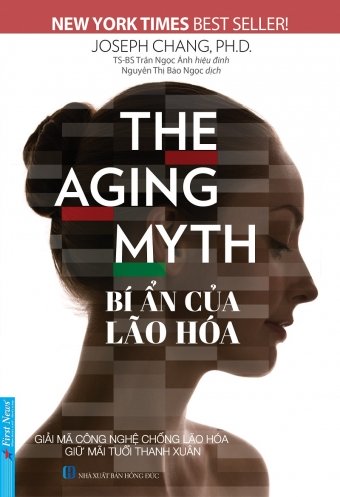 NEW YORK TIMES BEST SELLER!
JOSEPH CHANG, PH.D.
TS-BS Trần Ngọc Ánh hiệu đính
Nguyễn Thị Bảo Ngọc dịch
THE
AGING
MYTH
BÍ ẨN CỦA
LÃO HÓA
GIẢI MÃ CÔNG NGHỆ CHỐNG LÃO HÓA
GIỮ MÃI TUỔI THANH XUÂN
NHÀ XUẤT BẢN HỒNG ĐỨC
First News